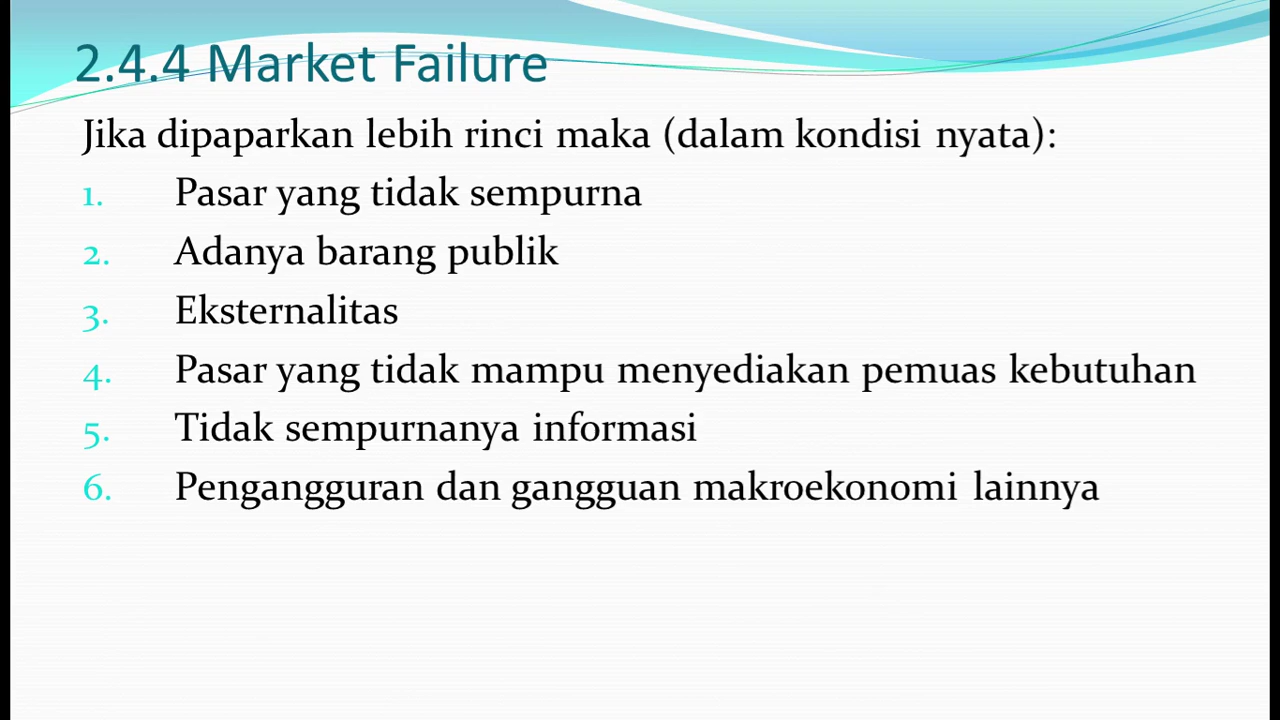 2.4.4 Market Failure
Jika dipaparkan lebih rinci maka (dalam kondisi nyata):
1. Pasar yang tidak sempurna
2. Adanya barang publik
3. Eksternalitas
4. Pasar yang tidak mampu menyediakan pemuas kebutuhan
5. Tidak sempurnanya informasi
6. Pengangguran dan gangguan makroekonomi lainnya